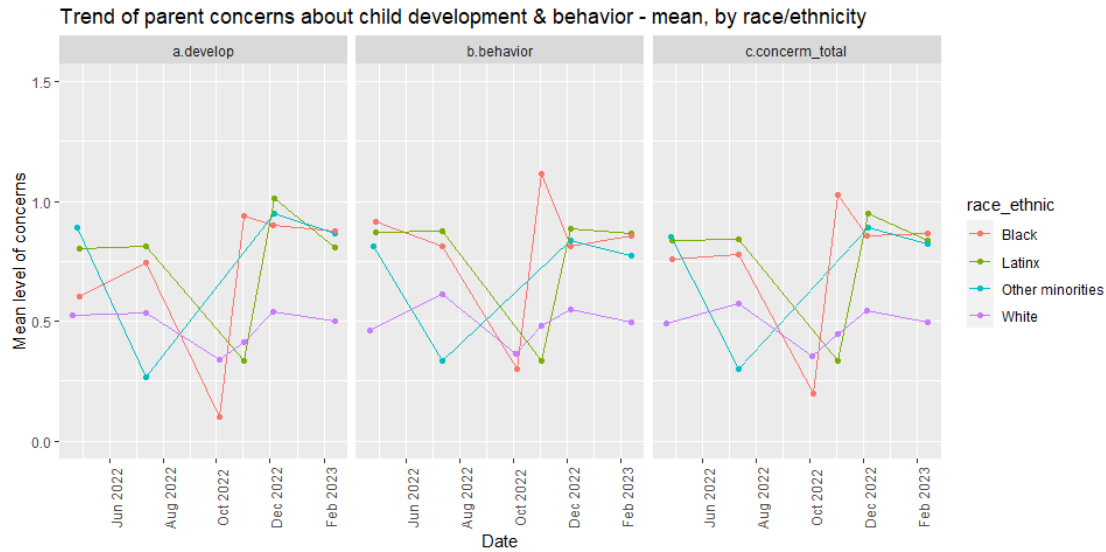 Trend of parent concerns about child development & behavior - mean, by race/ethnicity
a.develop
b.behavior
c.concerm_total
1.5
1.0
0.5
0.0
Mean level of concerns
Jun 2022
Aug 2022
Oct 2022
Dec 2022
Feb 2023
Jun 2022
Aug 2022
Oct 2022
Dec 2022
Feb 2023
Jun 2022
Aug 2022
Oct 2022
Dec 2022
Feb 2023
Date
race_ethnic
Black
Latinx
Other minorities
White